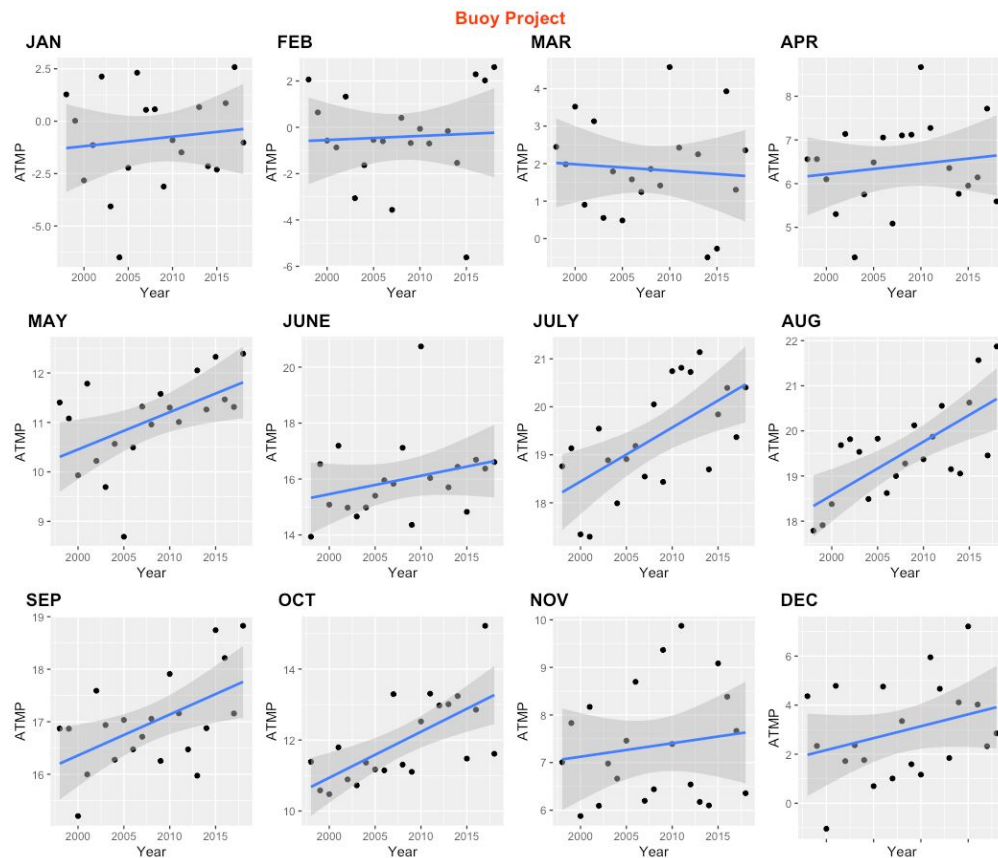 Buoy Project
JAN
FEB
MAR
APR
2.5
0.0
-2.5
-5.0
ATMP
2000 2005 2010 2015
Year
2
0
-2
-4
-6
ATMP
2000 2005 2010 2015
Year
4
3
2
1
0
ATMP
2000 2005 2010 2015
Year
8
7
6
5
ATMP
2000 2005 2010 2015
Year
MAY
JUNE
JULY
AUG
12
11
10
9
ATMP
2000 2005 2010 2015
Year
20
18
16
14
ATMP
2000 2005 2010 2015
Year
21
20
19
18
ATMP
2000 2005 2010 2015
Year
22
21
20
19
18
ATMP
2000 2005 2010 2015
Year
SEP
OCT
NOV
DEC
19
18
17
16
ATMP
2000 2005 2010 2015
Year
14
12
10
ATMP
2000 2005 2010 2015
Year
10
9
8
7
6
ATMP
2000 2005 2010 2015
Year
6
4
2
0
ATMP
2000 2005 2010 2015
Year